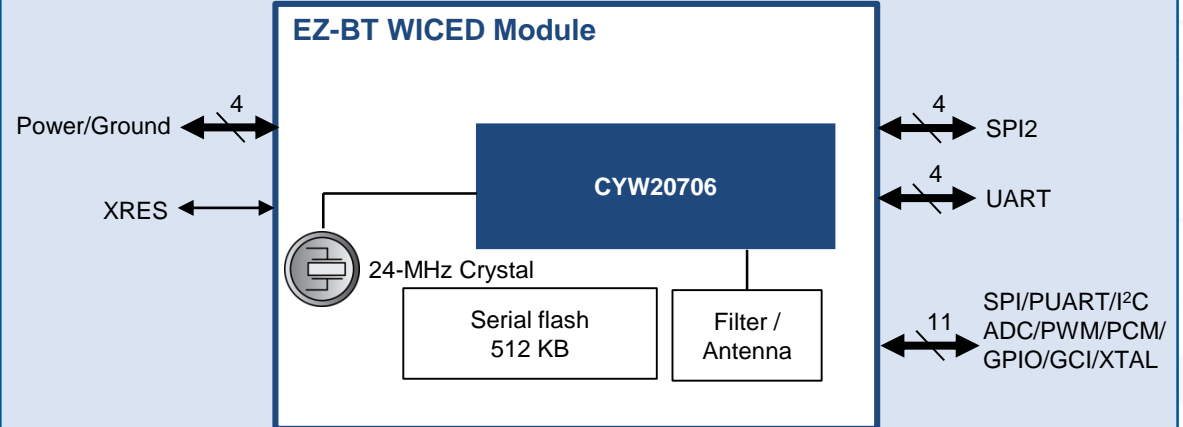 EZ-BT WICED Module
4
Power/Ground
XRES
CYW20706
24-MHz Crystal
Serial flash
512 KB
Filter /
Antenna
4
SPI2
4
UART
11
SPI/PUART/I²C
ADC/PWM/PCM/
GPIO/GCI/XTAL